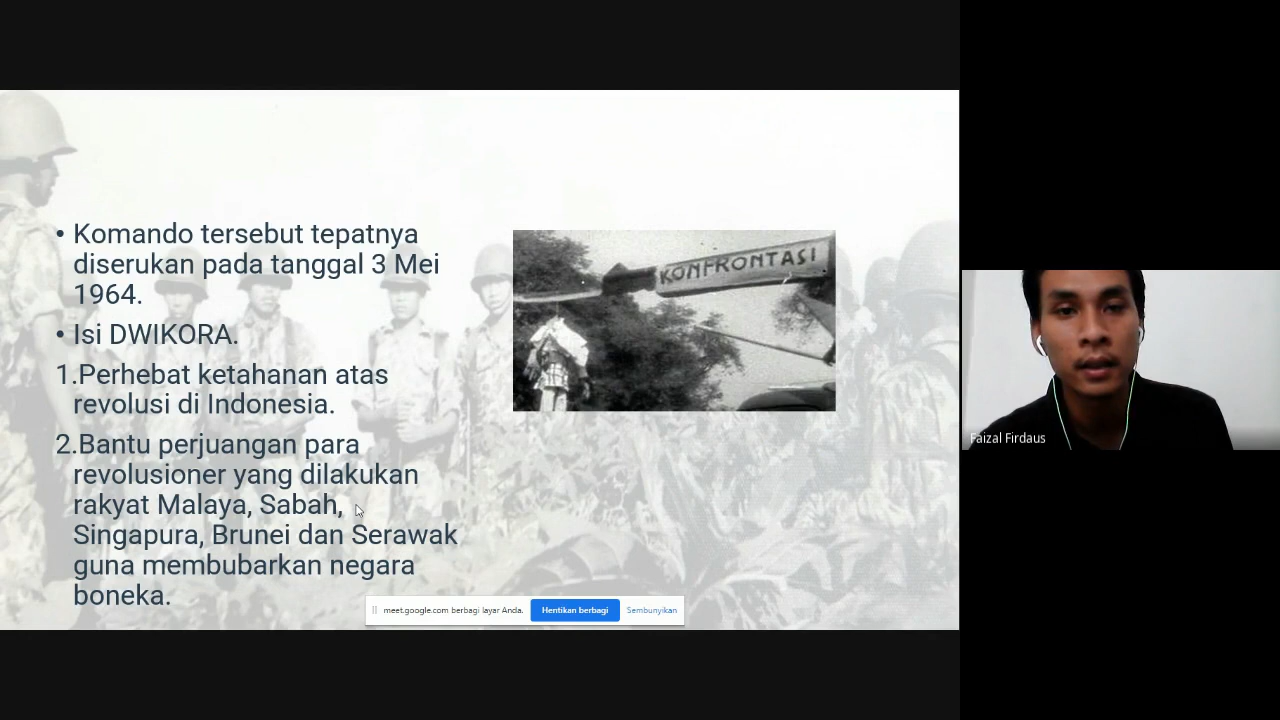 • Komando tersebut tepatnya
diserukan pada tanggal 3 Mei
1964.
• Isi DWIKORA.
1.Perhebat ketahanan atas
revolusi di Indonesia.
2.Bantu perjuangan para
revolusioner yang dilakukan
rakyat Malaya, Sabah,
Singapura, Brunei dan Serawak
guna membubarkan negara
boneka.
KONFRONTASI
Faizal Firdaus
meet.google.com berbagi layar Anda. Hentikan berbagi Sembunyikan